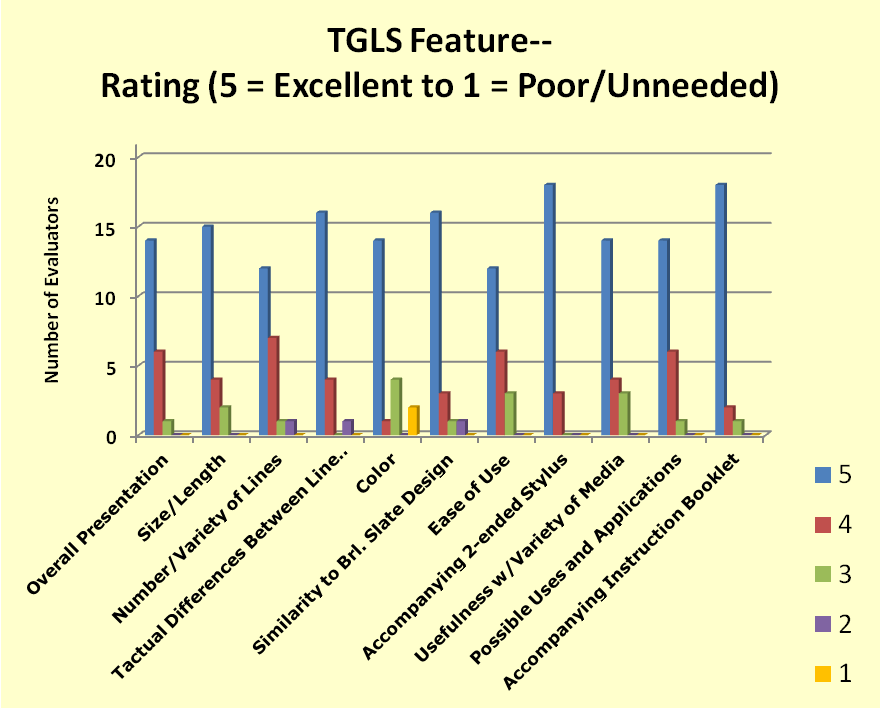 TGLS Feature--
Rating (5 = Excellent to 1 = Poor/Unneeded)
Number of Evaluators
20
15
10
5
0
Overall Presentation
Size/Length
Number/Variety of Lines
Tactual Differences Between Line..
Color
Similarity to Brl. Slate Design
Ease of Use
Accompanying 2-ended Stylus
Usefulness w/Variety of Media
Possible Uses and Applications
Accompanying Instruction Booklet
5
4
3
2
1